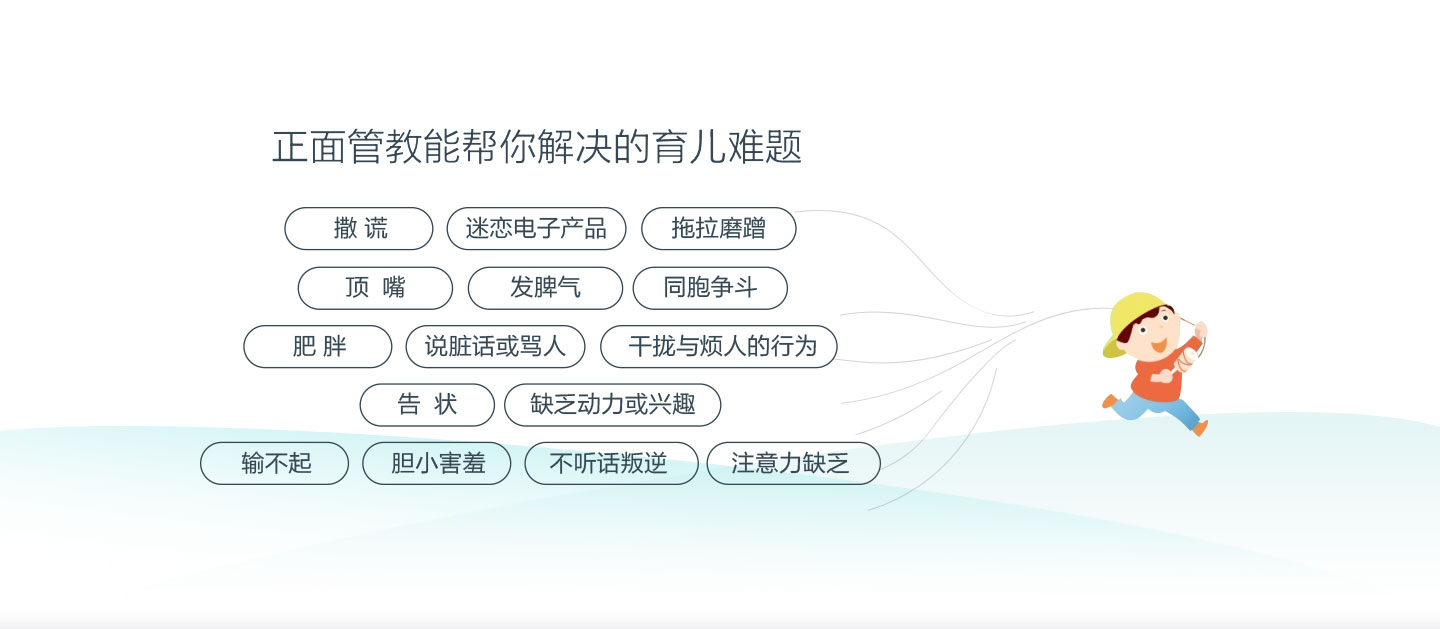 正面管教能帮你解决的育儿难题
撒 谎 迷恋电子产品 拖拉磨蹭
顶 嘴 发脾气 同胞争斗
肥 胖 说脏话或骂人 干拢与烦人的行为
告 状 缺乏动力或兴趣
输不起 胆小害羞 不听话叛逆 注意力缺乏